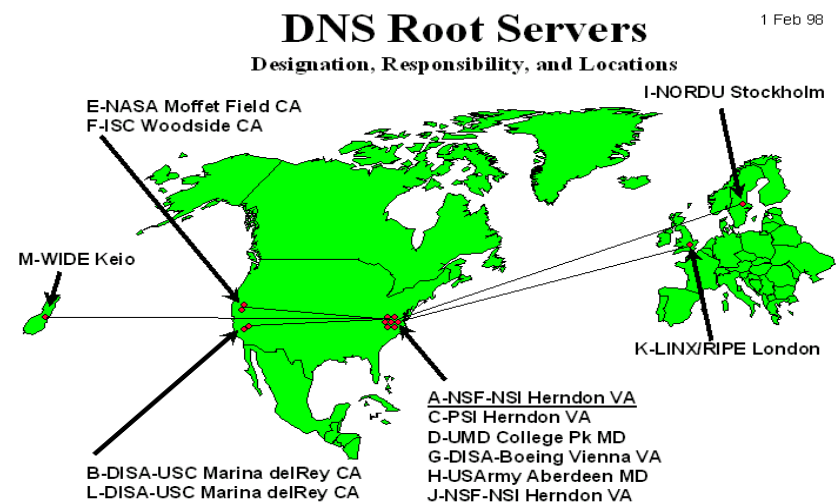 DNS Root Servers
1 Feb 98
Designation, Responsibility, and Locations
I-NORDU Stockholm
E-NASA Moffet Field CA
F-ISC Woodside CA
M-WIDE Keio
K-LINX/RIPE London
A-NSF-NSI Herndon VA
C-PSI Herndon VA
D-UMD College Pk MD
G-DISA-Boeing Vienna VA
H-USArmy Aberdeen MD
J-NSF-NSI Herndon VA
B-DISA-USC Marina delRey CA
L-DISA-USC Marina delRey CA